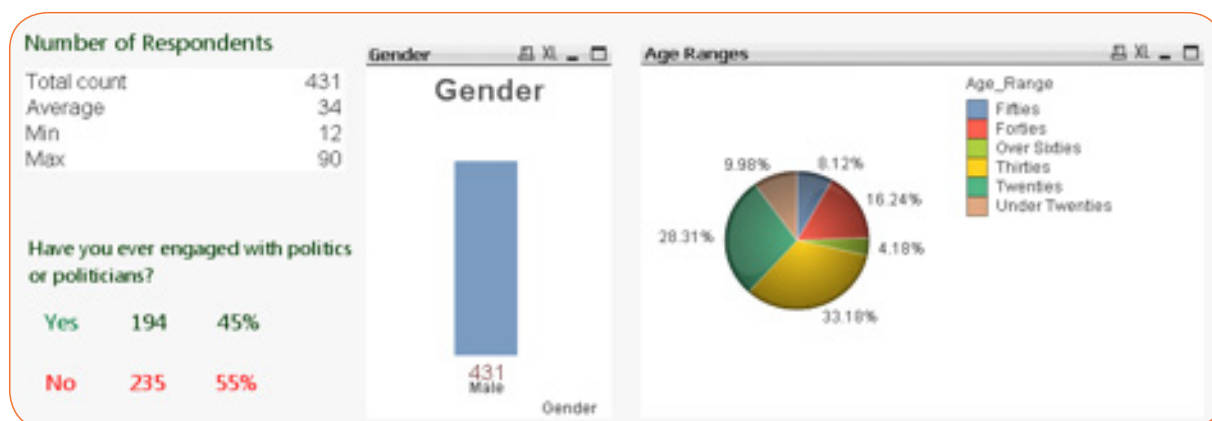 Number of Respondents
Total count 431
Average 34
Min 12
Max 90
Have you ever engaged with politics
or politicians?
Yes 194 45%
No 235 55%
Gender XL
Gender
431
Male
Gender
Age Ranges XL
Age_Range
Fifties
Forties
Over Sixties
Thirties
Twenties
Under Twenties
9.98% 8.12%
16.24%
28.31% 4.18%
33.18%